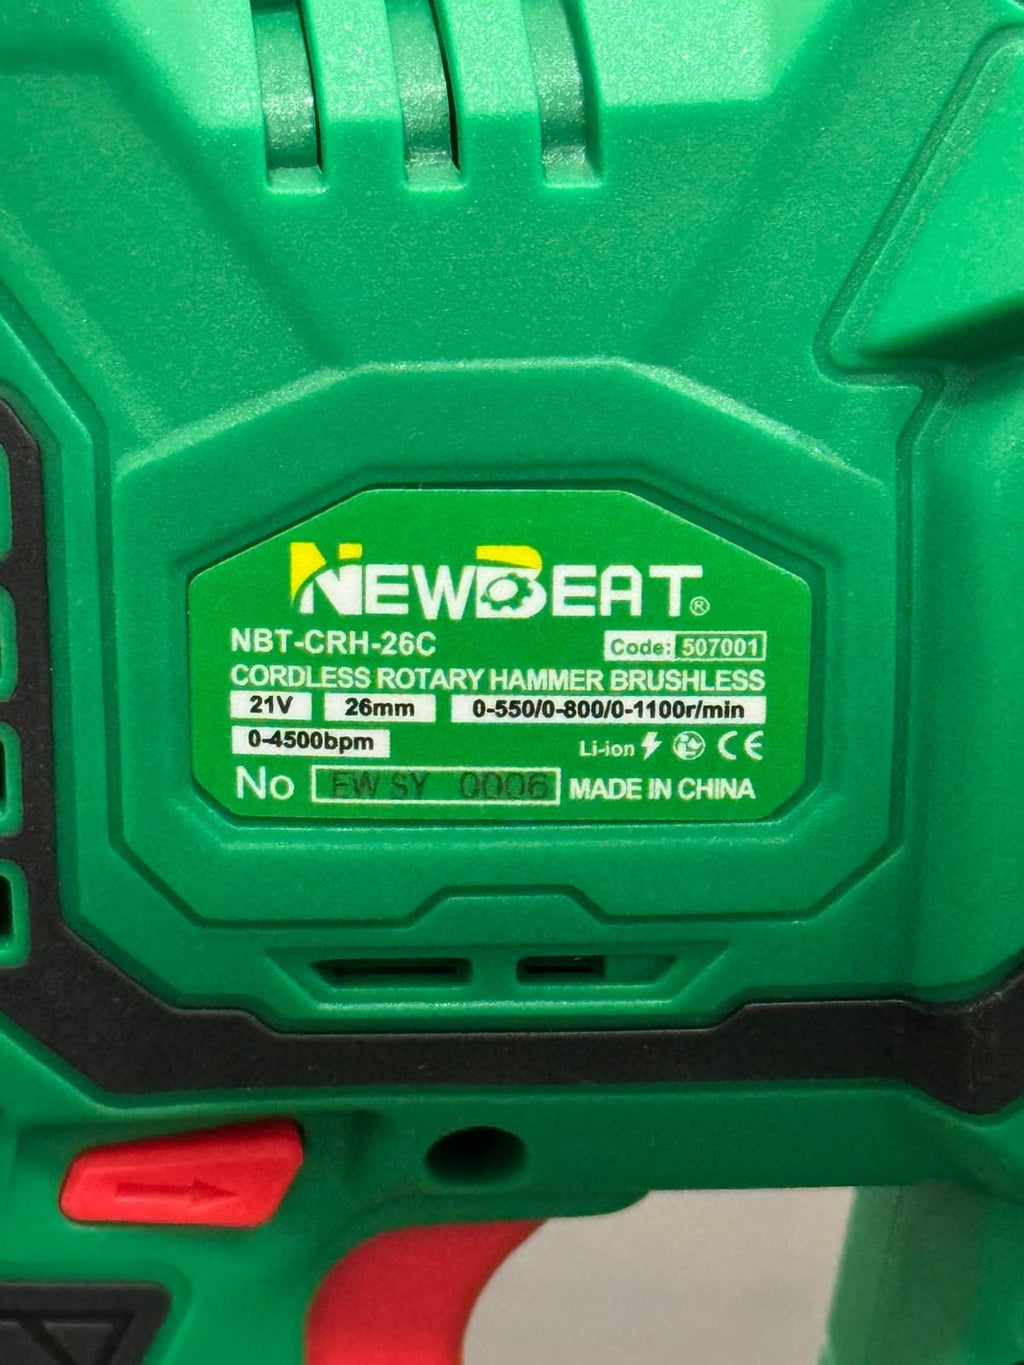 NEWBEAT®
NBT-CRH-26C Code: 507001
CORDLESS ROTARY HAMMER BRUSHLESS
21V 26mm 0-550/0-800/0-1100r/min
0-4500bpm Li-ion CE
No EW SY 0006 MADE IN CHINA